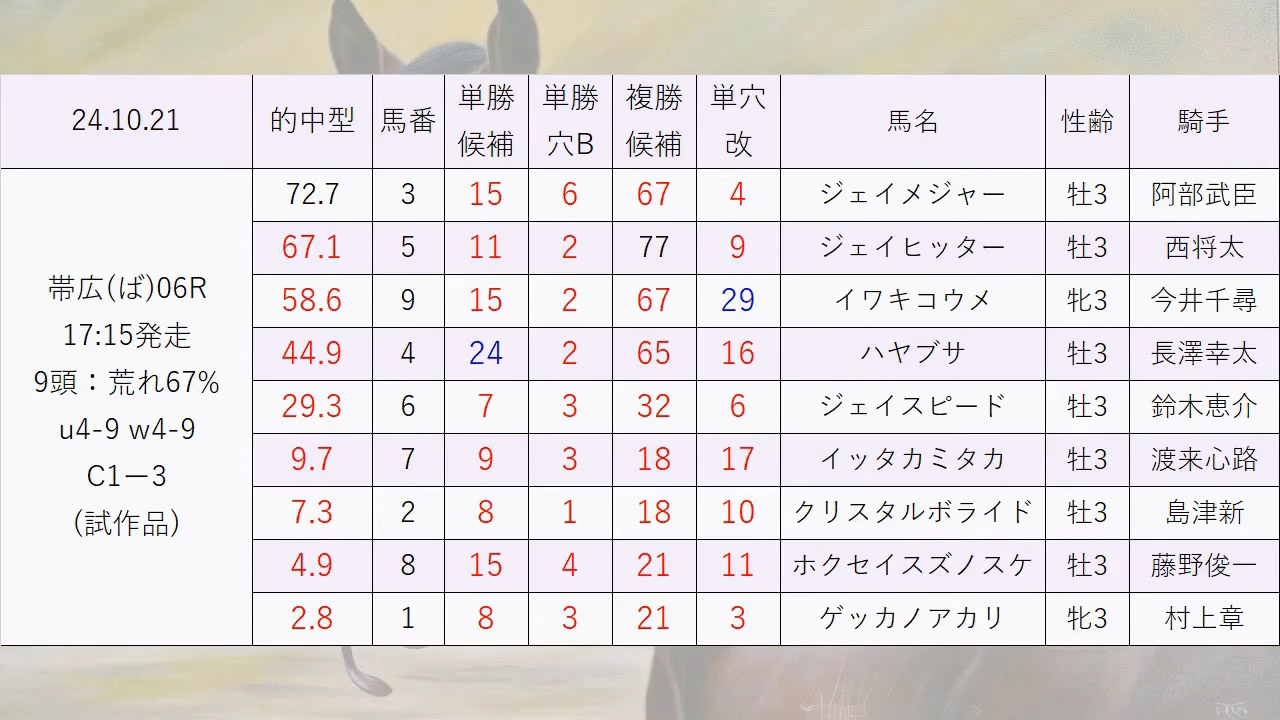 24.10.21 的中型 馬番 単勝候補 単勝穴B 複勝候補 単穴改 馬名 性齢 騎手
帯広(ば)06R
17:15発走
9頭：荒れ67%
u4-9 w4-9
C1ー3
(試作品)
72.7 3 15 6 67 4 ジェイメジャー 牡3 阿部武臣
67.1 5 11 2 77 9 ジェイヒッター 牡3 西将太
58.6 9 15 2 67 29 イワキコウメ 牝3 今井千尋
44.9 4 24 2 65 16 ハヤブサ 牡3 長澤幸太
29.3 6 7 3 32 6 ジェイスピード 牡3 鈴木恵介
9.7 7 9 3 18 17 イッタカミタカ 牡3 渡来心路
7.3 2 8 1 18 10 クリスタルボライド 牡3 島津新
4.9 8 15 4 21 11 ホクセイスズノスケ 牡3 藤野俊一
2.8 1 8 3 21 3 ゲッカノアカリ 牝3 村上章